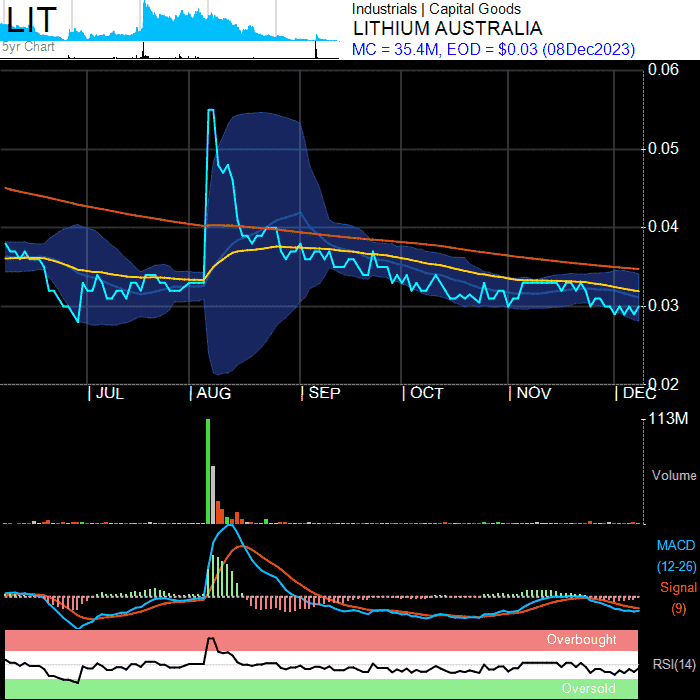 LIT
5yr Chart
Industrials | Capital Goods
LITHIUM AUSTRALIA
MC = 35.4M, EOD = $0.03 (08Dec2023)
0.06
0.05
0.04
0.03
0.02
| JUL | AUG | SEP | OCT | NOV | DEC
113M
Volume
MACD
(12-26)
Signal
(9)
Overbought
RSI(14)
Oversold